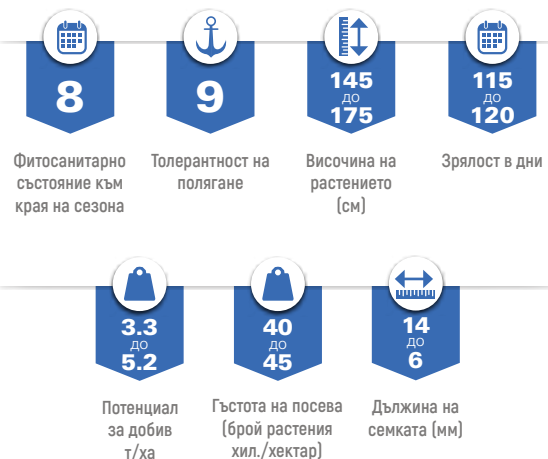 8
Фитосанитарно
състояние към
края на сезона
9
Толерантност на
полягане
145
до
175
Височина на
растението
(см)
115
до
120
Зрялост в дни
3.3
до
5.2
Потенциал
за добив
т/ха
40
до
45
Гъстота на посева
(брой растения
хил./хектар)
14
до
6
Дължина на
семката (мм)